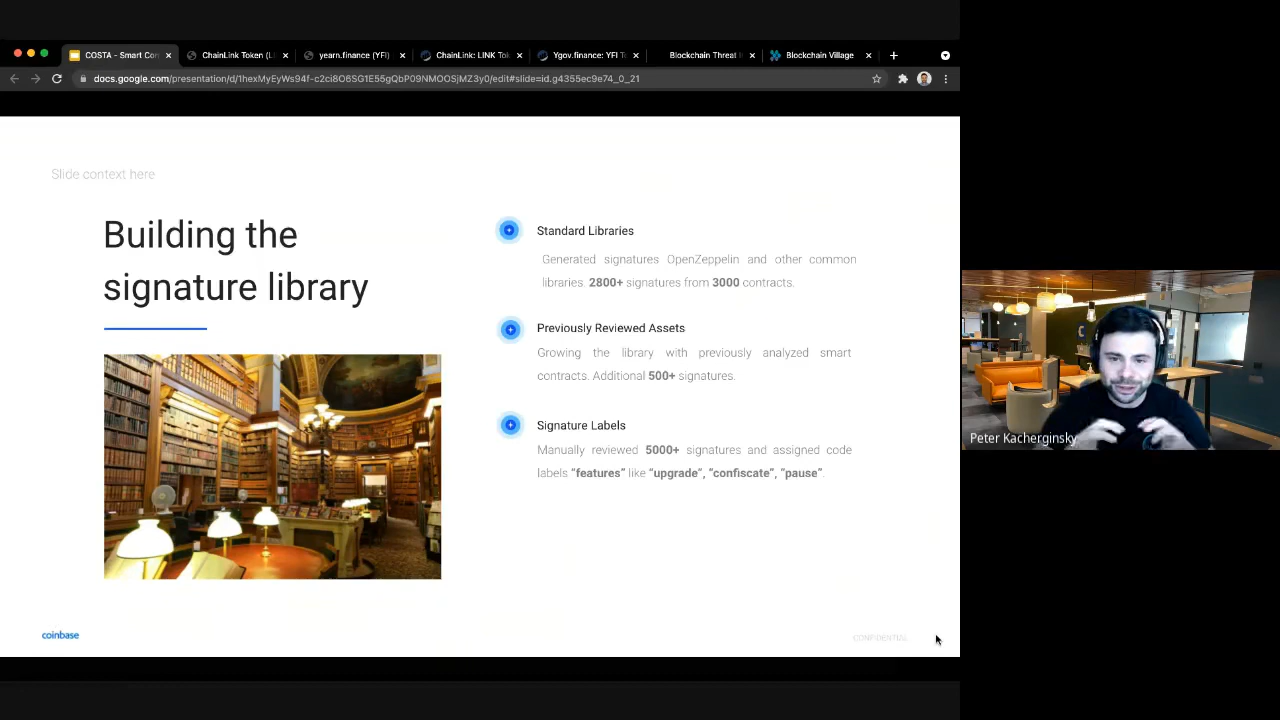 COSTA - Smart Con
ChainLink Token (L
yearn.finance (YFI)
ChainLink: LINK Tok
Ygov.finance: YFI T
Blockchain Threat
Blockchain Village
docs.google.com/presentation/d/1hexMyEyWs94f-c2ci8O6SG1E55gQbP09NMOOSjMZ3y0/edit#slide=id.g4355ec9e74_0_21
Slide context here
Building the
signature library
Standard Libraries
Generated signatures OpenZeppelin and other common
libraries. 2800+ signatures from 3000 contracts.
Previously Reviewed Assets
Growing the library with previously analyzed smart
contracts. Additional 500+ signatures.
Signature Labels
Manually reviewed 5000+ signatures and assigned code
labels “features” like “upgrade”, “confiscate”, “pause”.
coinbase
CONFIDENTIAL
Peter Kacherginsky